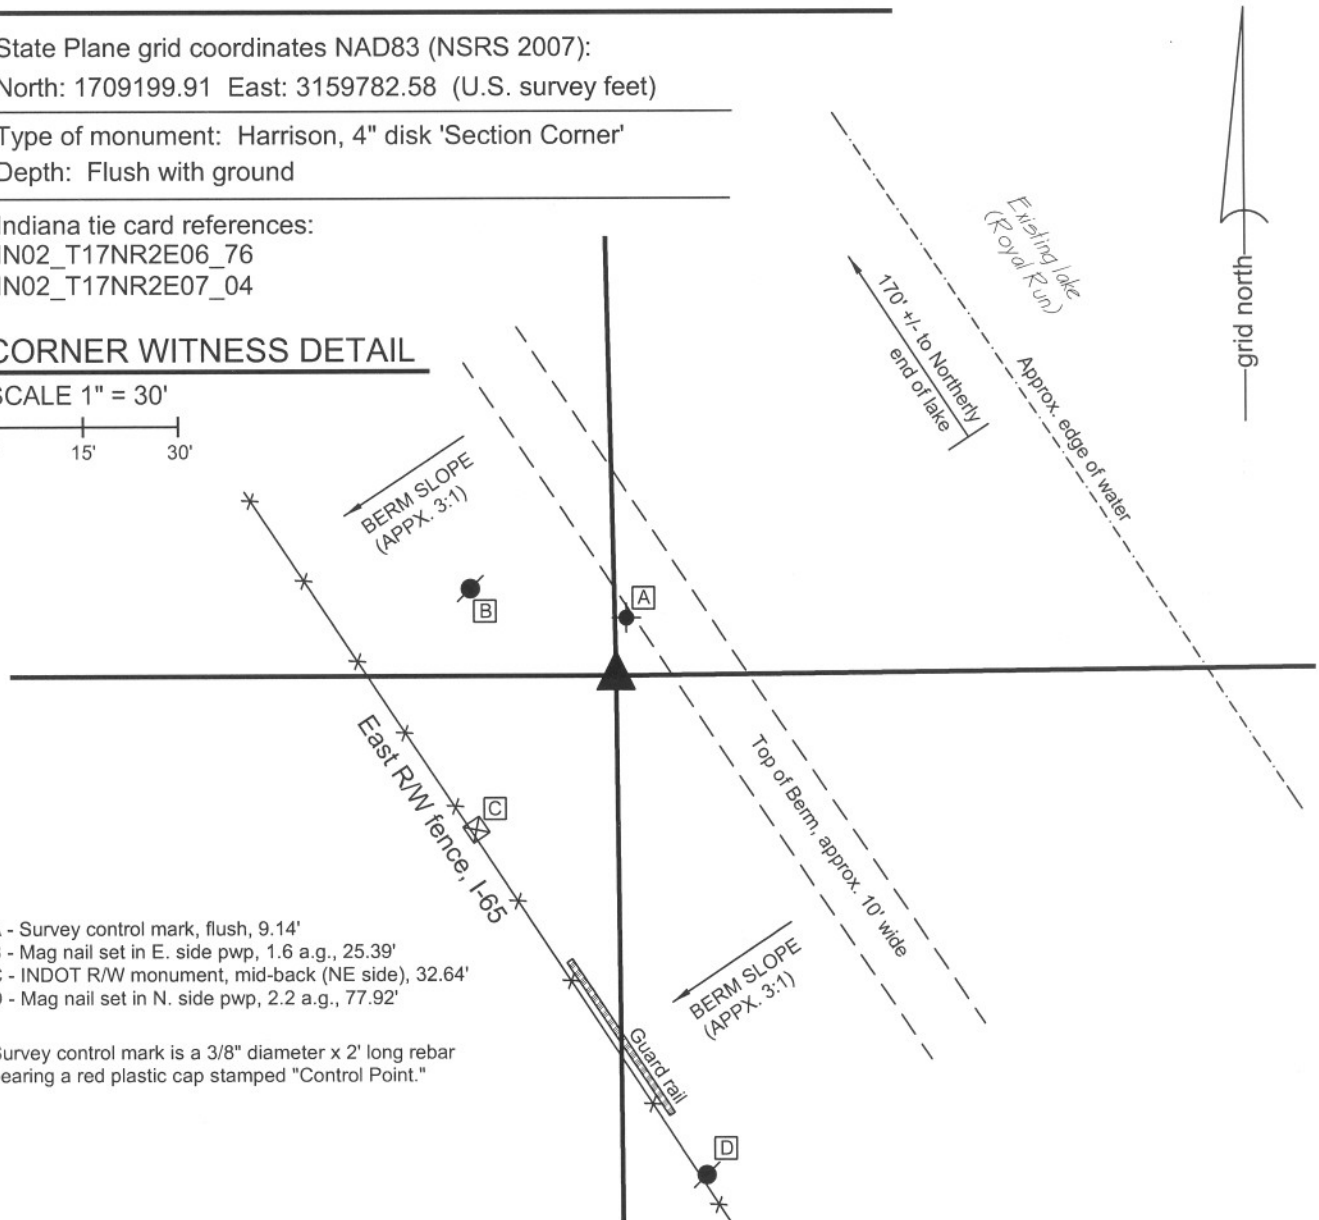 State Plane grid coordinates NAD83 (NSRS 2007):
North: 1709199.91 East: 3159782.58 (U.S. survey feet)
Type of monument: Harrison, 4" disk 'Section Corner'
Depth: Flush with ground
Indiana tie card references:
IN02_T17NR2E06_76
IN02_T17NR2E07_04
CORNER WITNESS DETAIL
SCALE 1" = 30'
15' 30'
Existing lake
(Royal Run)
grid north
170' +/- to Northerly
end of lake
Approx. edge of water
BERM SLOPE
(APPX. 3:1)
B
A
East R/W fence, I-65
C
Top of Berm, approx. 10' wide
- Survey control mark, flush, 9.14'
- Mag nail set in E. side pwp, 1.6 a.g., 25.39'
C - INDOT R/W monument, mid-back (NE side), 32.64'
D - Mag nail set in N. side pwp, 2.2 a.g., 77.92'
BERM SLOPE
(APPX. 3:1)
Guard rail
Survey control mark is a 3/8" diameter x 2' long rebar
earing a red plastic cap stamped "Control Point."
D